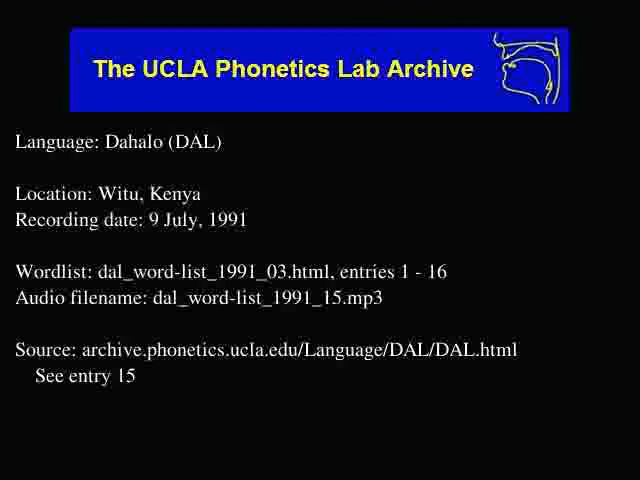 The UCLA Phonetics Lab Archive
Language: Dahalo (DAL)
Location: Witu, Kenya
Recording date: 9 July, 1991
Wordlist: dal_word-list_1991_03.html, entries 1 - 16
Audio filename: dal_word-list_1991_15.mp3
Source: archive.phonetics.ucla.edu/Language/DAL/DAL.html
See entry 15